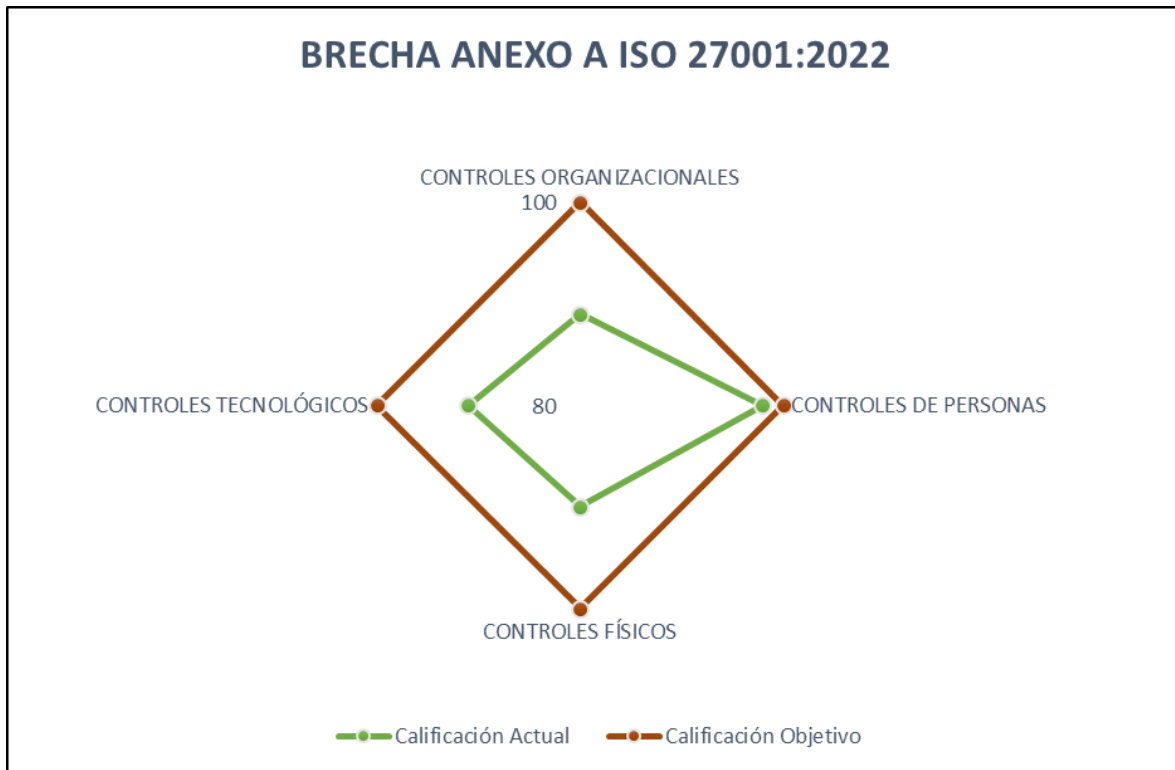 BRECHA ANEXO A ISO 27001:2022
CONTROLES ORGANIZACIONALES
100
CONTROLES TECNOLÓGICOS
80
CONTROLES DE PERSONAS
CONTROLES FÍSICOS
Calificación Actual
Calificación Objetivo